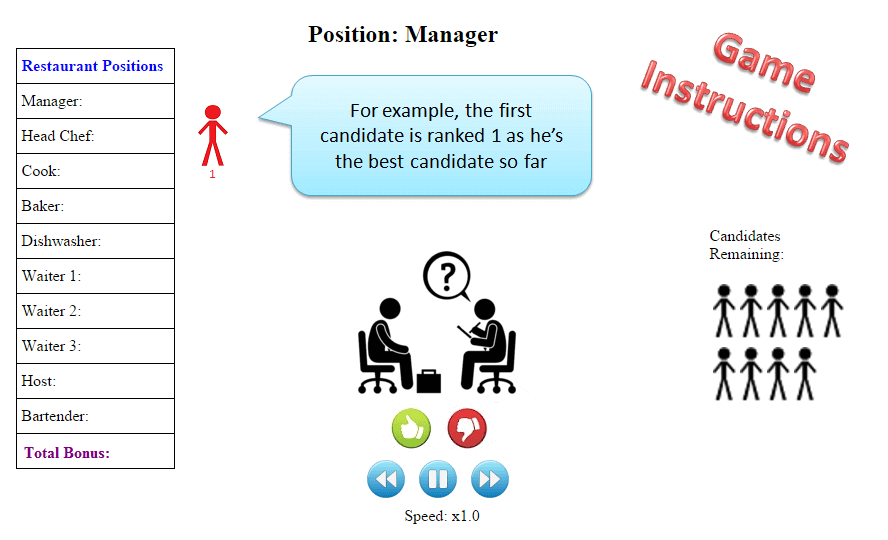 Position: Manager
Game
Instructions
Restaurant Positions
Manager:
Head Chef:
Cook:
Baker:
Dishwasher:
Waiter 1:
Waiter 2:
Waiter 3:
Host:
Bartender:
Total Bonus:
1
For example, the first
candidate is ranked 1 as he’s
the best candidate so far
?
Candidates
Remaining:
Speed: x1.0